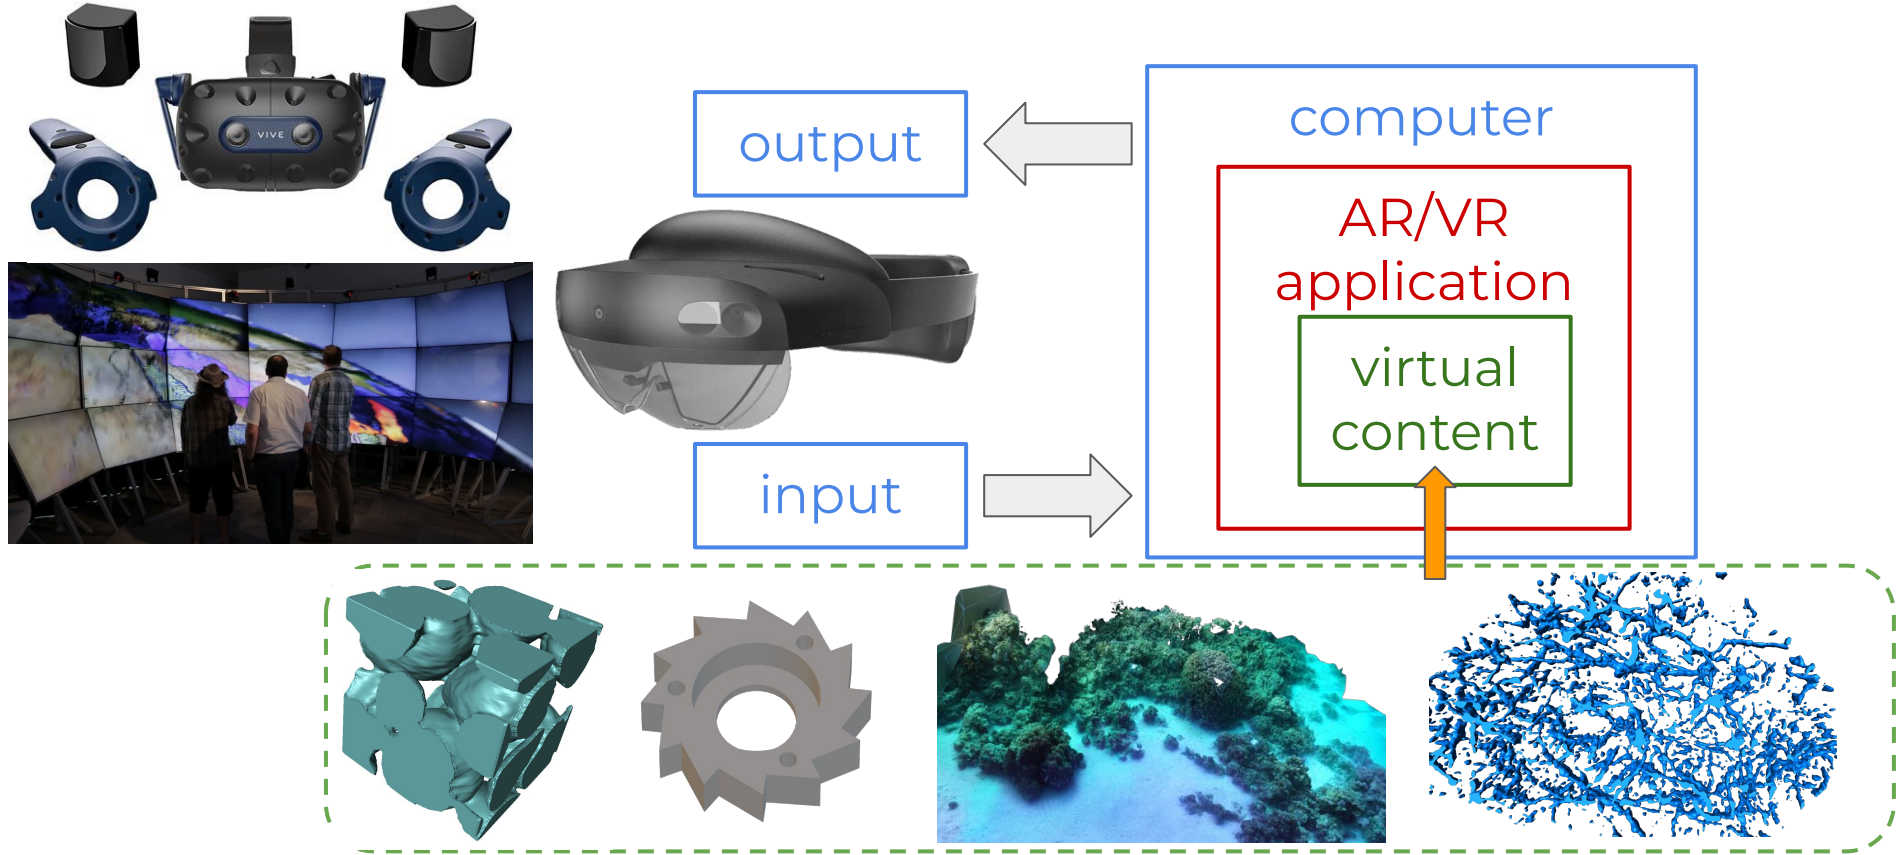 VIVE
output
input
computer
AR/VR
application
virtual
content